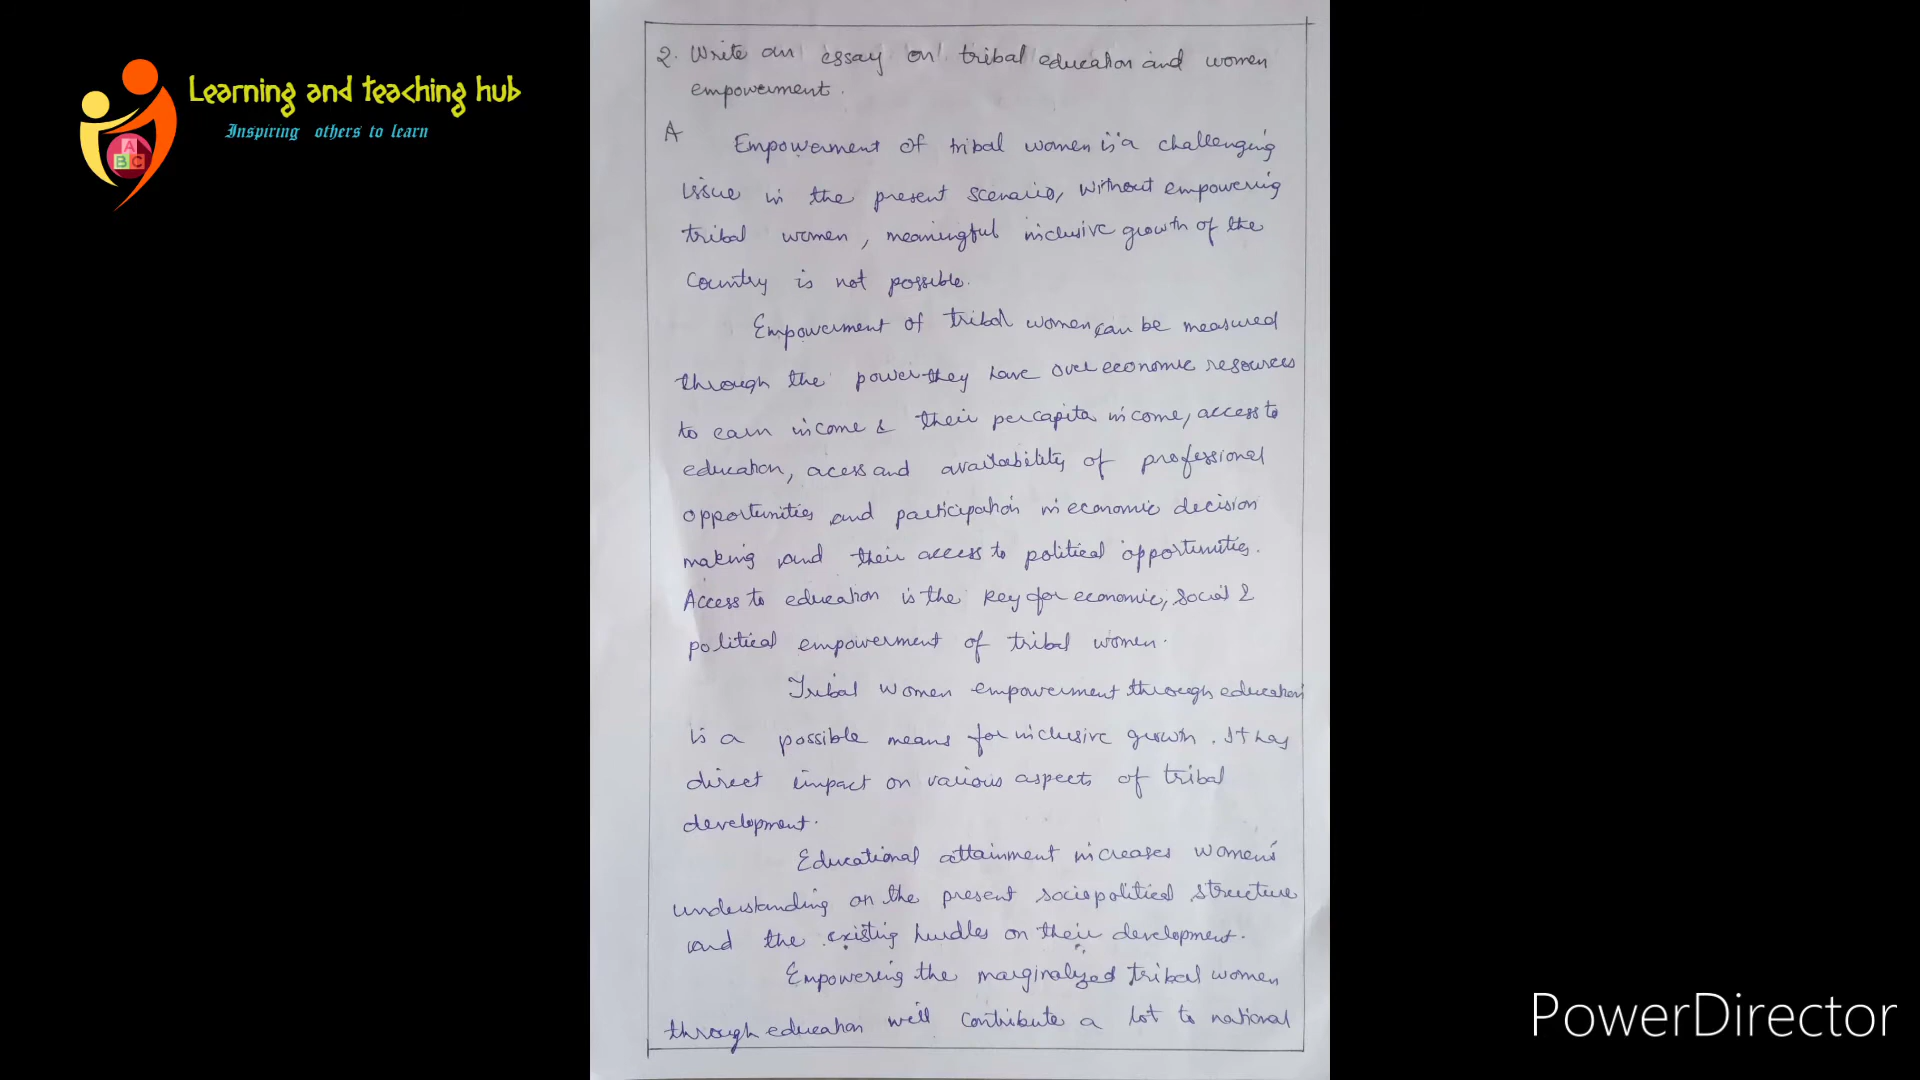 Learning and teaching hub
Inspiring others to learn
A
B C
2. Write an essay on tribal education and women
empowerment.
A Empowerment of tribal women is a challenging
issue in the present scenario, without empowering
tribal women, meaningful inclusive growth of the
Country is not possible.
Empowerment of tribal women can be measured
through the power they have over economic resources
to earn income & their percapita income, access to
education, acess and availability of professional
opportunities and participation in economic decision
making and their access to political opportunities.
Access to education is the key for economic, social &
political empowerment of tribal women.
Tribal women empowerment through education
is a possible means for inclusive growth. It has
direct impact on various aspects of tribal
development.
Educational attainment increases women's
understanding on the present sociopolitical structure
and the existing hurdles on their development.
Empowering the marginalyzed tribal women
through education will contribute a lot to national
PowerDirector